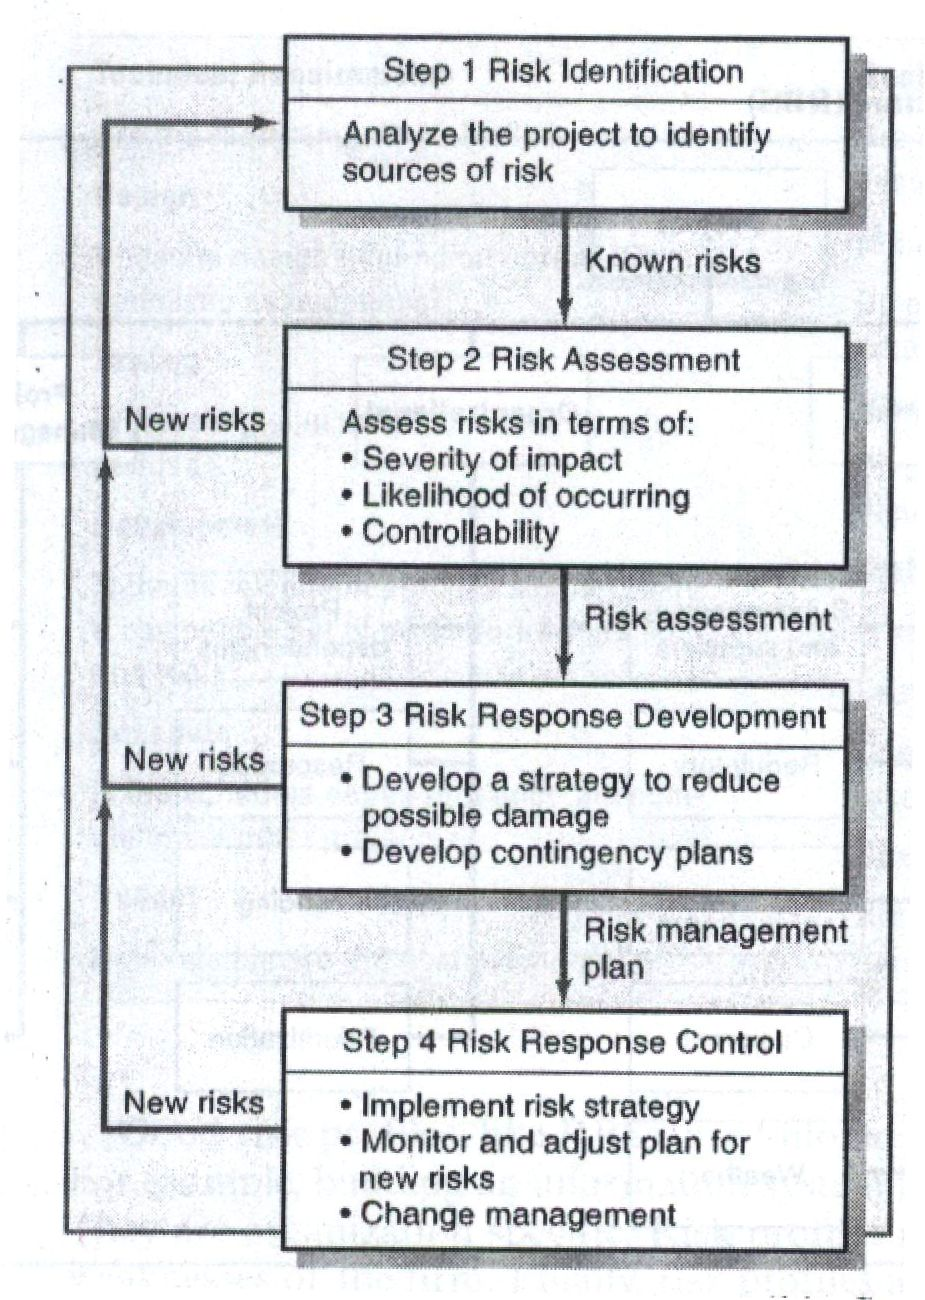 Step 1 Risk Identification
Analyze the project to identify
sources of risk
Known risks
Step 2 Risk Assessment
New risks
Assess risks in terms of:
• Severity of impact
• Likelihood of occurring
• Controllability
Risk assessment
Step 3 Risk Response Development
New risks
• Develop a strategy to reduce
possible damage
• Develop contingency plans
Risk management
plan
Step 4 Risk Response Control
New risks
• Implement risk strategy
• Monitor and adjust plan for
new risks
• Change management